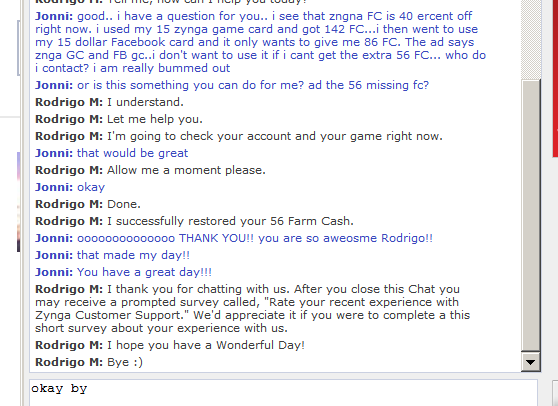 Rodrigo M: Tell me, how can I help you today?
Jonni: good.. i have a question for you.. i see that zngna FC is 40 ercent off
right now. i used my 15 zynga game card and got 142 FC...i then went to use
my 15 dollar Facebook card and it only wants to give me 86 FC. The ad says
znga GC and FB gc..i don't want to use it if i cant get the extra 56 FC... who do
i contact? i am really bummed out
Jonni: or is this something you can do for me? ad the 56 missing fc?
Rodrigo M: I understand.
Rodrigo M: Let me help you.
Rodrigo M: I'm going to check your account and your game right now.
Jonni: that would be great
Rodrigo M: Allow me a moment please.
Jonni: okay
Rodrigo M: Done.
Rodrigo M: I successfully restored your 56 Farm Cash.
Jonni: oooooooooooooo THANK YOU!! you are so aweosme Rodrigo!!
Jonni: that made my day!!
Jonni: You have a great day!!!
Rodrigo M: I thank you for chatting with us. After you close this Chat you
may receive a prompted survey called, "Rate your recent experience with
Zynga Customer Support." We'd appreciate it if you were to complete a this
short survey about your experience with us.
Rodrigo M: I hope you have a Wonderful Day!
Rodrigo M: Bye :)
okay by